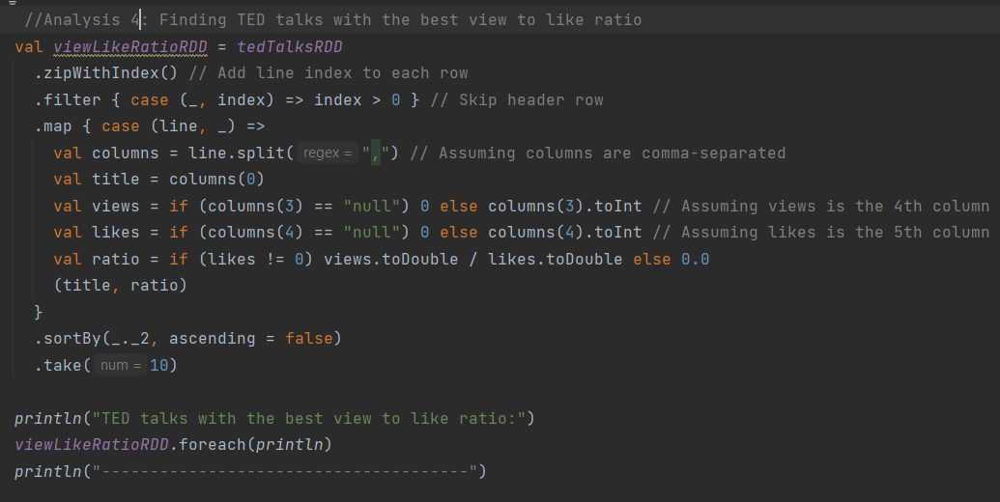 //Analysis 4: Finding TED talks with the best view to like ratio
val viewLikeRatioRDD = tedTalksRDD
.zipWithIndex() // Add line index to each row
.filter { case (_, index) => index > 0 } // Skip header row
.map { case (line, _) =>
val columns = line.split( regex = ",") // Assuming columns are comma-separated
val title = columns(0)
val views = if (columns(3) == "null") 0 else columns(3).toInt // Assuming views is the 4th column
val likes = if (columns(4) == "null") 0 else columns(4).toInt // Assuming likes is the 5th column
val ratio = if (likes != 0) views.toDouble / likes.toDouble else 0.0
(title, ratio)
}
.sortBy(_._2, ascending = false)
.take( num = 10)
println("TED talks with the best view to like ratio:")
viewLikeRatioRDD.foreach(println)
println("--------------------------------------")